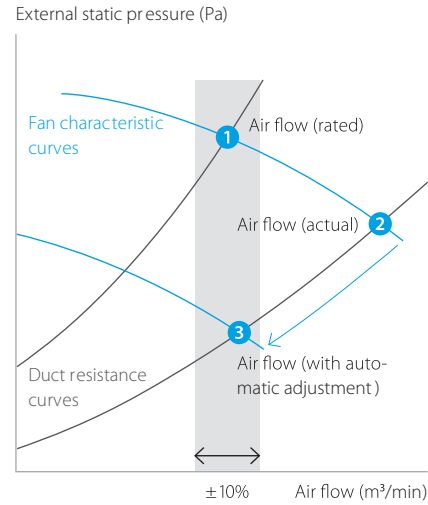 External static pressure (Pa)
Fan characteristic
curves
1
Air flow (rated)
Air flow (actual)
2
3
Air flow (with auto-
matic adjustment)
Duct resistance
curves
±10%
Air flow (m³/min)